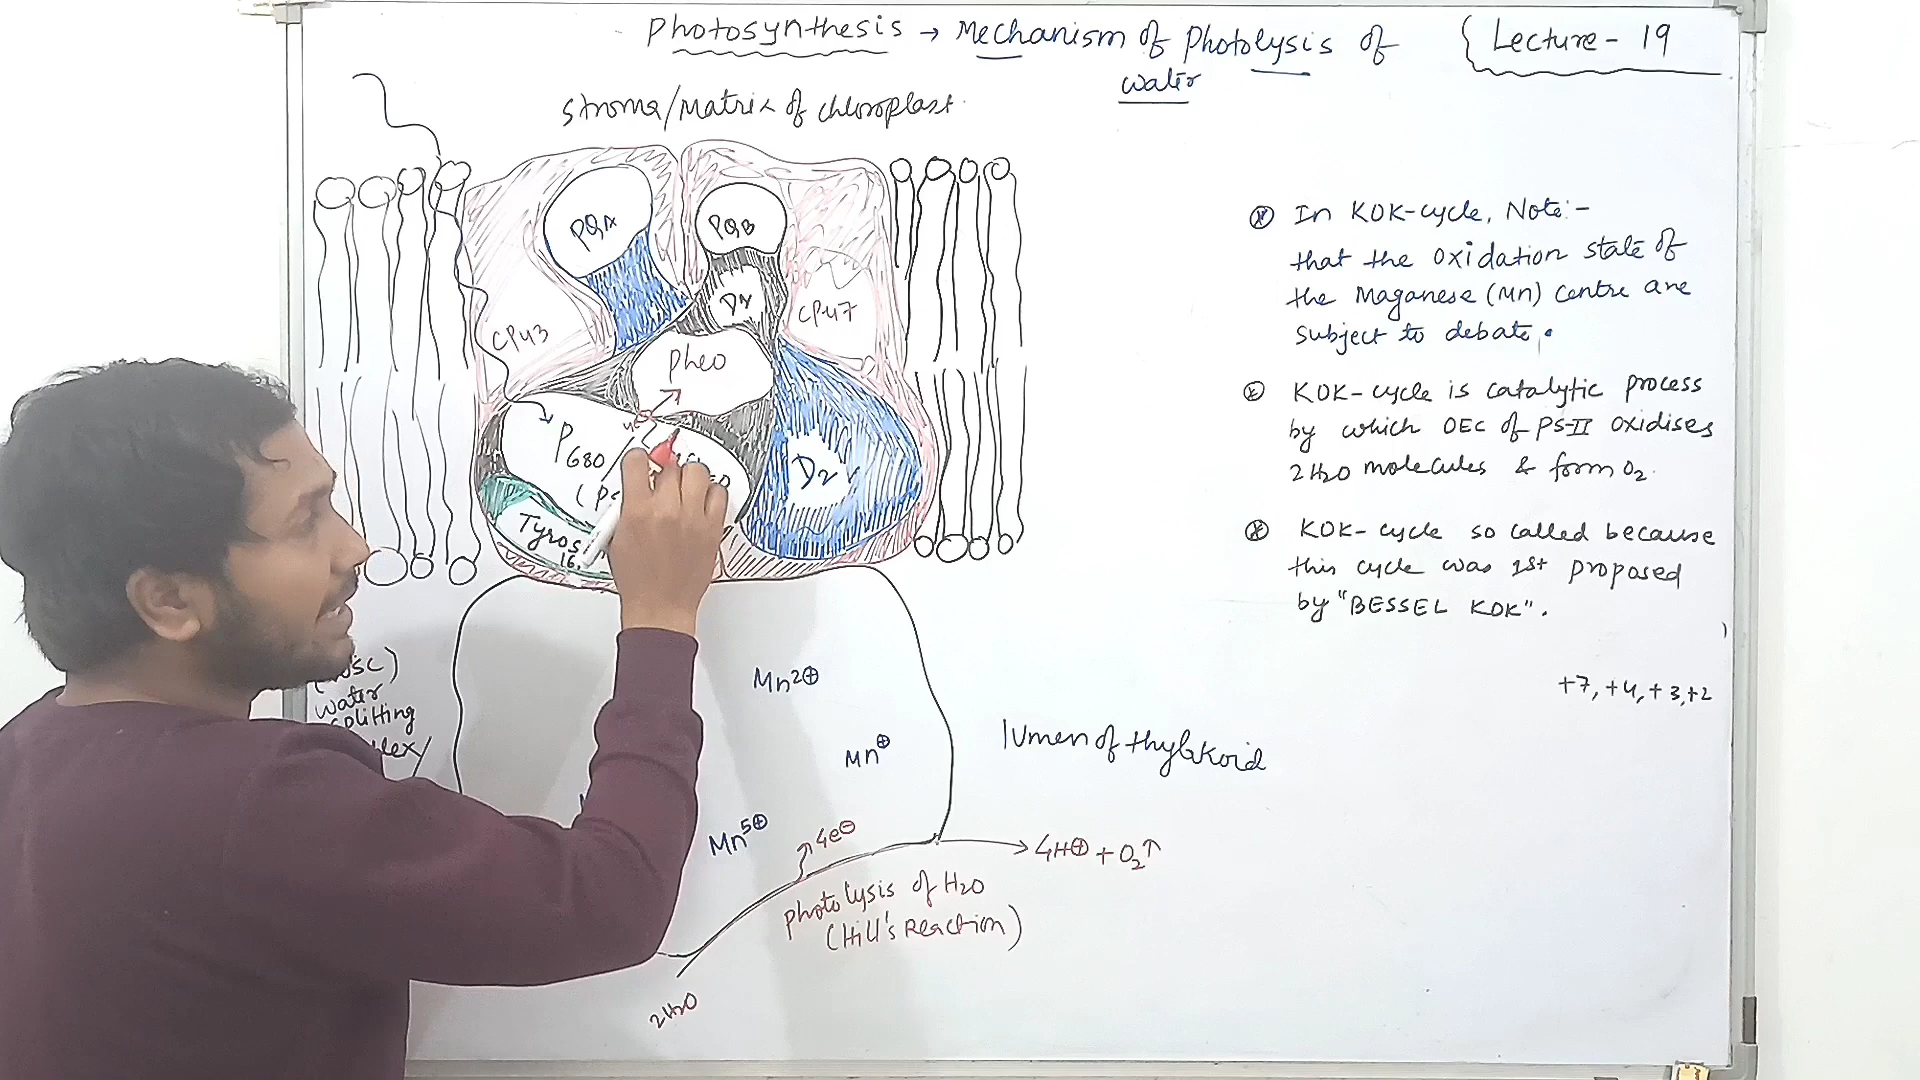 Photosynthesis → Mechanism of Photolysis of
water
Lecture - 19
Stroma/Matrix of chloroplast
PQA
PQB
D1
CP43
CP47
Pheo
P680
D2
16
Mn2⊕
Mn⊕
Mn5⊕
4e⊖
Water
Splitting
lumen of thylakoid
4H⊕ + O2↑
Photolysis of H2O
(Hill's Reaction)
2H2O
In KOK-cycle, Note:-
that the oxidation state of
the Maganese (Mn) centre are
subject to debate.
KOK-cycle is catalytic process
by which OEC of PS-II oxidises
2H2O molecules & form O2.
KOK-cycle so called because
this cycle was 1st proposed
by "BESSEL KOK".
+7, +4, +3, +2